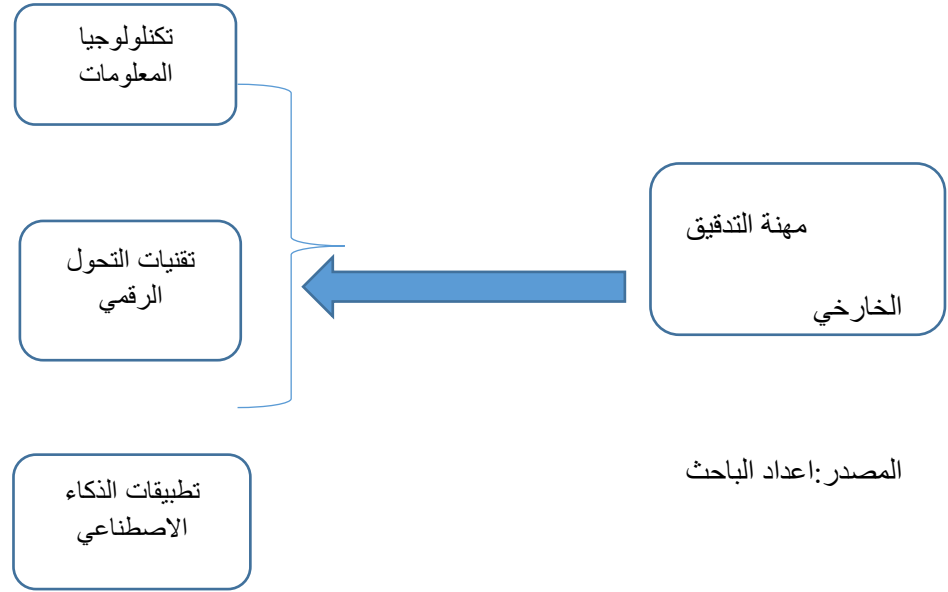 مهنة التدقيق
الخارخي
تكنلولوجيا
المعلومات
تقنيات التحول
الرقمي
تطبيقات الذكاء
الاصطناعي
المصدر:اعداد الباحث